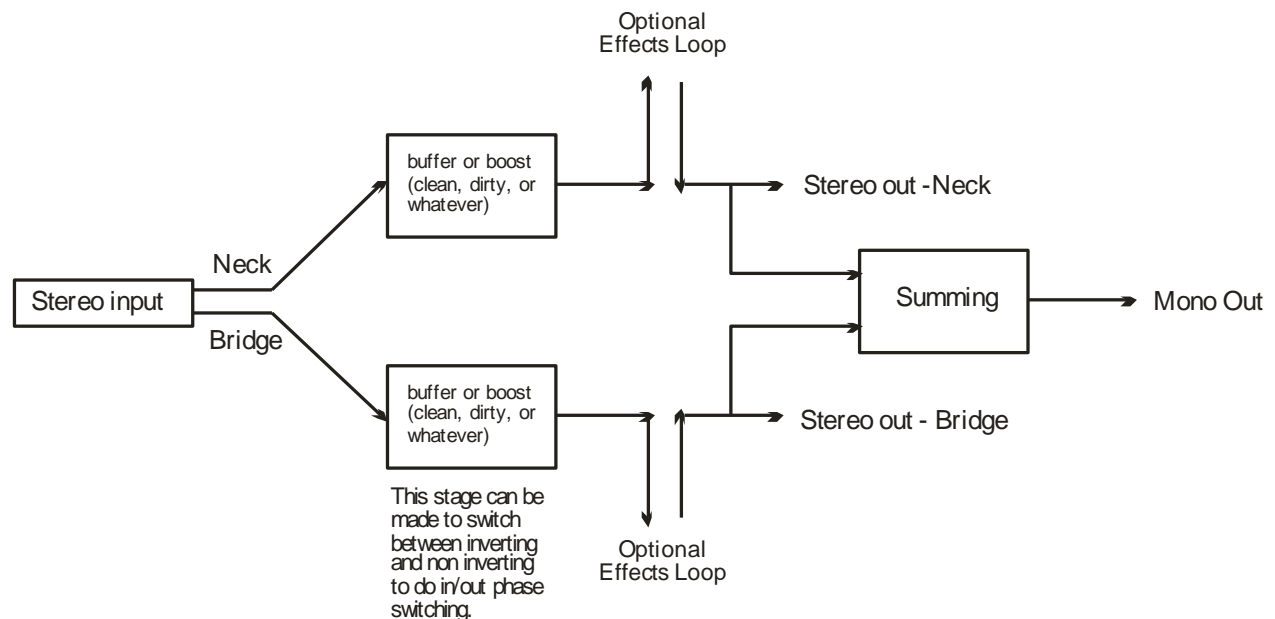 Optional
Effects Loop
buffer or boost
(clean, dirty, or
whatever)
Stereo out -Neck
Neck
Stereo input
Summing
Mono Out
Bridge
buffer or boost
(clean, dirty, or
whatever)
Stereo out - Bridge
This stage can be
made to switch
between inverting
and non inverting
to do in/out phase
switching.
Optional
Effects Loop